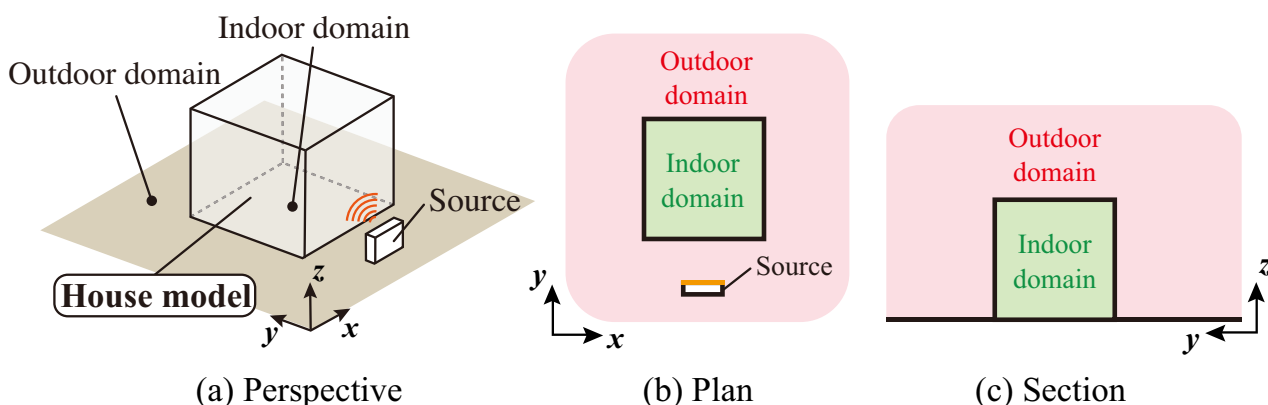 Indoor domain
Outdoor domain
Source
House model
z
y
x
(a) Perspective
Outdoor
domain
Indoor
domain
Source
y
x
(b) Plan
Outdoor
domain
Indoor
domain
z
y
(c) Section